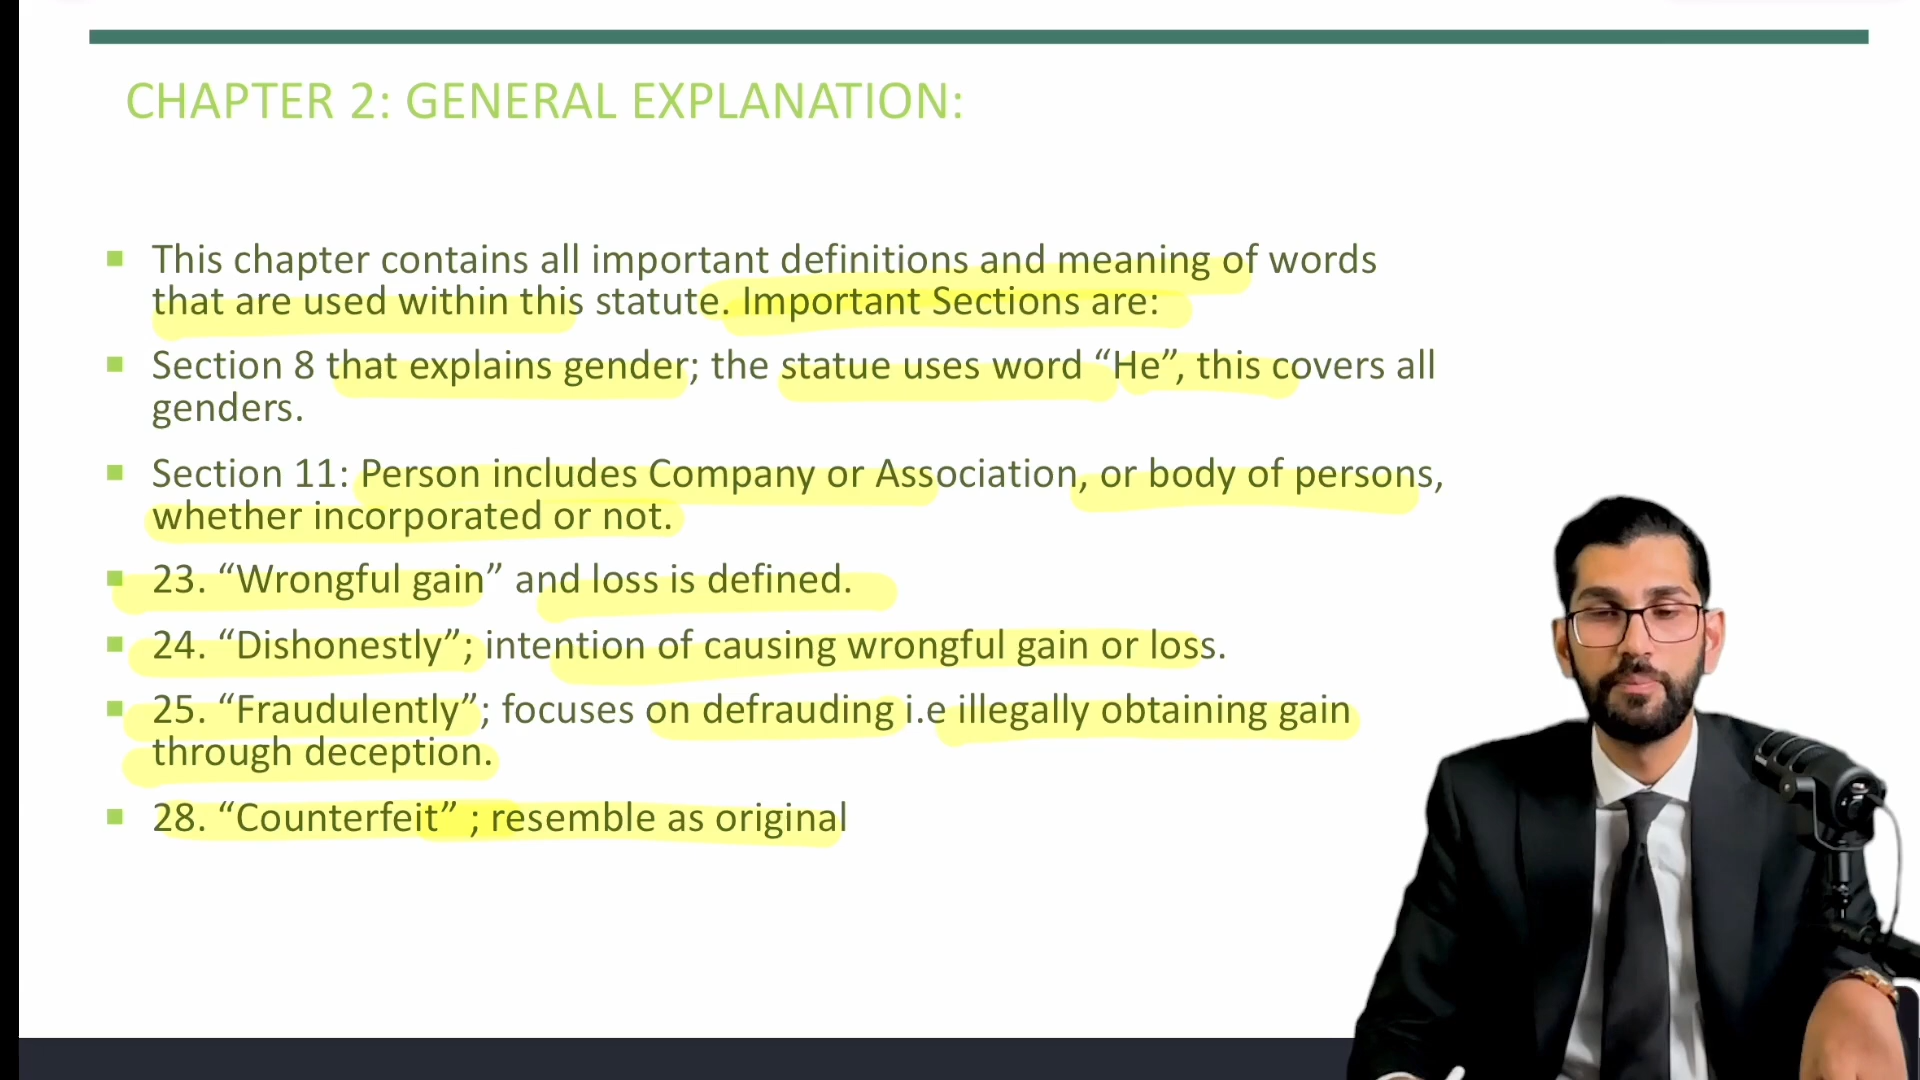 CHAPTER 2: GENERAL EXPLANATION:
This chapter contains all important definitions and meaning of words
that are used within this statute. Important Sections are:
Section 8 that explains gender; the statue uses word “He”, this covers all
genders.
Section 11: Person includes Company or Association, or body of persons,
whether incorporated or not.
23. “Wrongful gain” and loss is defined.
24. “Dishonestly”; intention of causing wrongful gain or loss.
25. “Fraudulently”; focuses on defrauding i.e illegally obtaining gain
through deception.
28. “Counterfeit” ; resemble as original